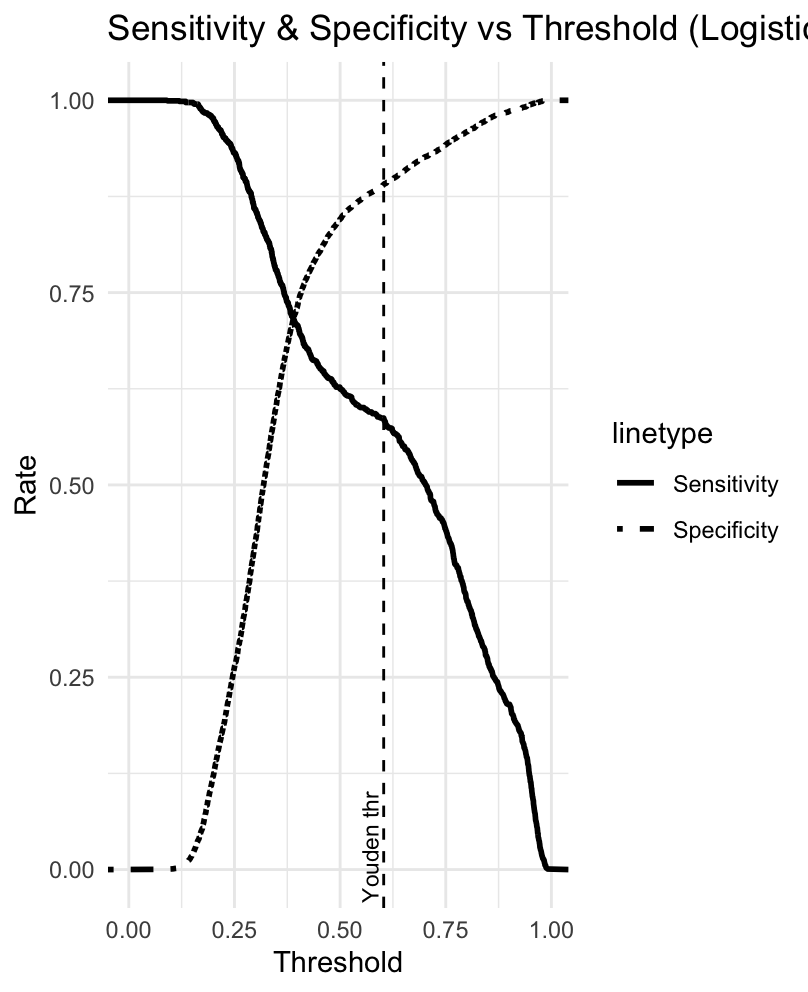 Sensitivity & Specificity vs Threshold (Logistic
1.00
0.75
0.50
0.25
0.00
Rate
Youden thr
0.00 0.25 0.50 0.75 1.00
Threshold
linetype
Sensitivity
Specificity